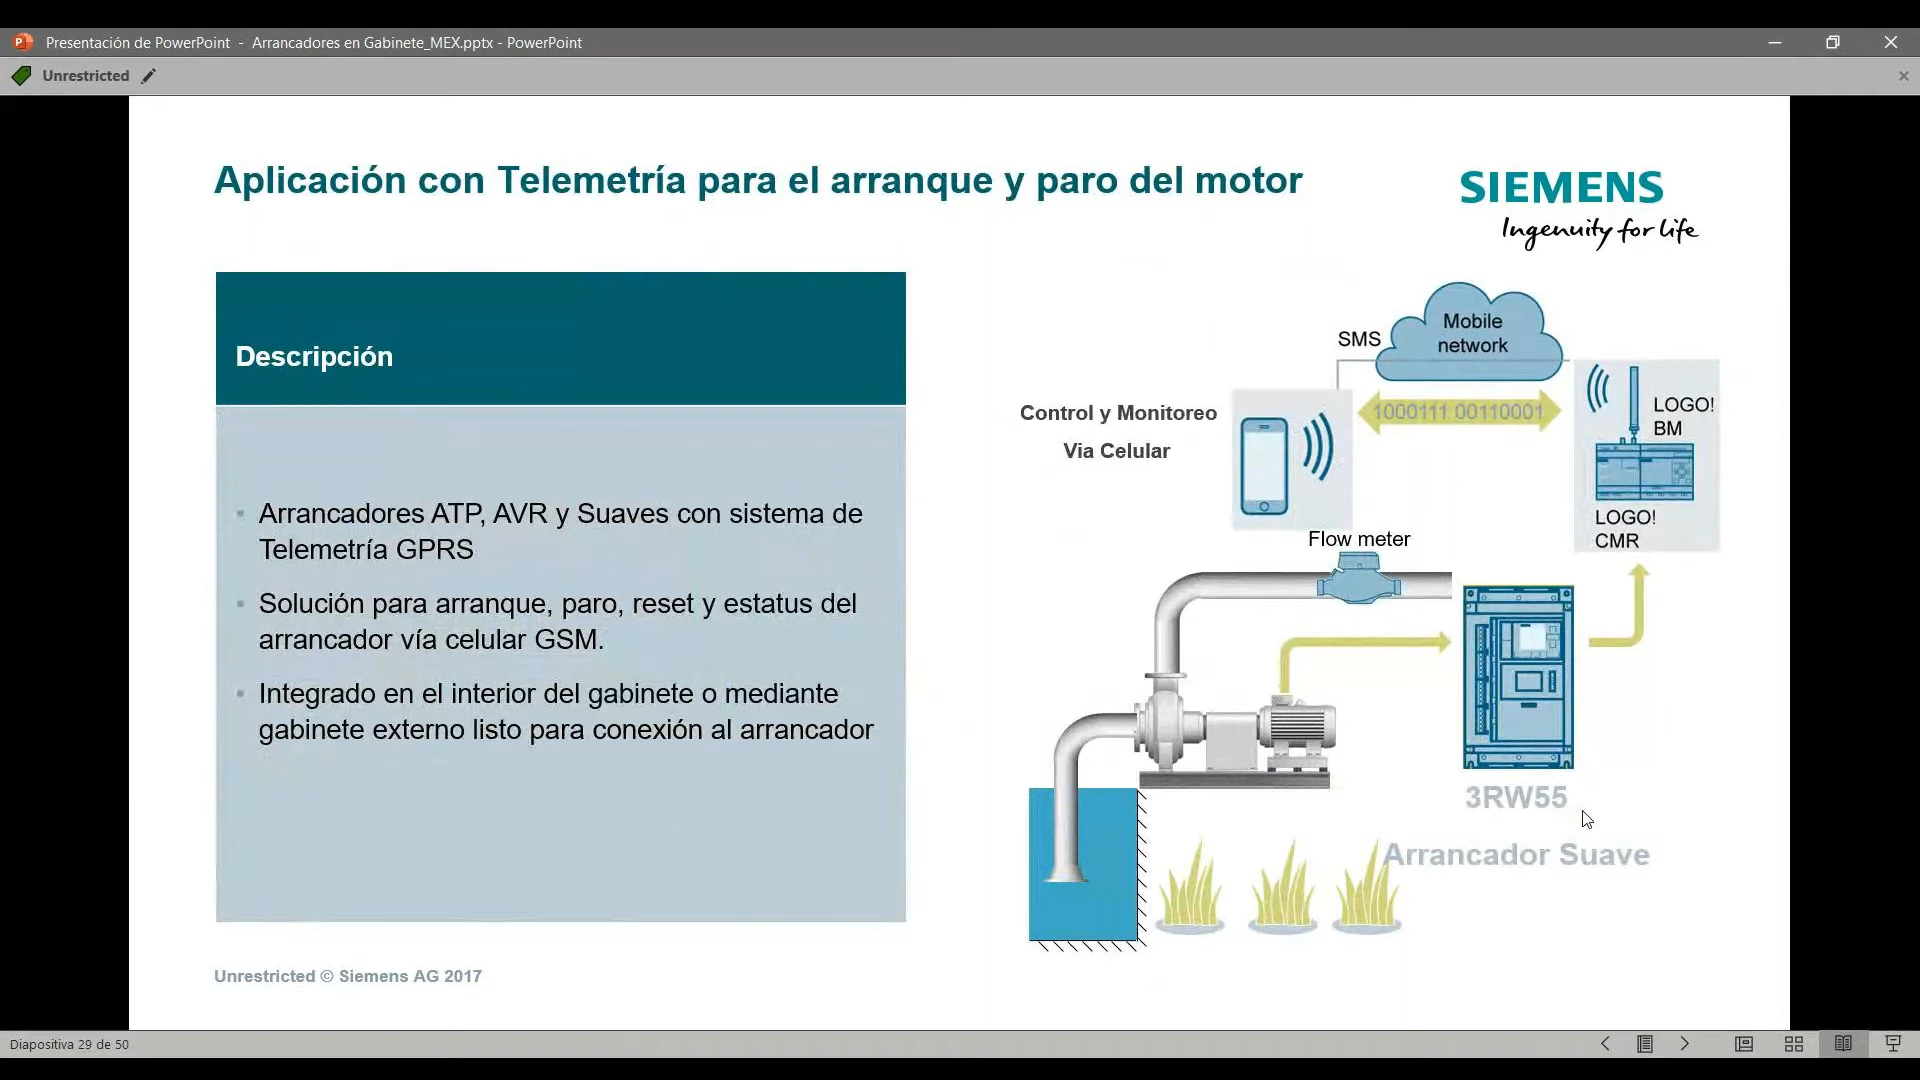 Presentación de PowerPoint - Arrancadores en Gabinete_MEX.pptx - PowerPoint
Unrestricted
Aplicación con Telemetría para el arranque y paro del motor
SIEMENS
Ingenuity for life
Descripción
Arrancadores ATP, AVR y Suaves con sistema de
Telemetría GPRS
Solución para arranque, paro, reset y estatus del
arrancador vía celular GSM.
Integrado en el interior del gabinete o mediante
gabinete externo listo para conexión al arrancador
Mobile
network
SMS
Control y Monitoreo
Via Celular
1000111 00110001
LOGO!
BM
LOGO!
CMR
Flow meter
3RW55
Arrancador Suave
Unrestricted © Siemens AG 2017
Diapositiva 29 de 50